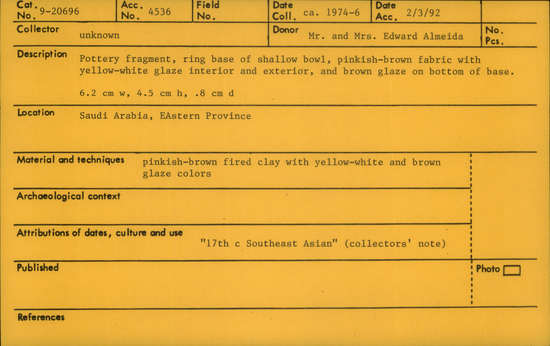 Cat. No. 9-20696 Acc. No. 4536 Field No. Date Coll. ca. 1974-6 Date Acc. 2/3/92
Collector unknown Donor Mr. and Mrs. Edward Almeida No. Pcs.
Description Pottery fragment, ring base of shallow bowl, pinkish-brown fabric with
yellow-white glaze interior and exterior, and brown glaze on bottom of base.
6.2 cm w, 4.5 cm h, .8 cm d
Location Saudi Arabia, EAstern Province
Material and techniques pinkish-brown fired clay with yellow-white and brown
glaze colors
Archaeological context
Attributions of dates, culture and use
"17th c Southeast Asian" (collectors' note)
Published Photo
References